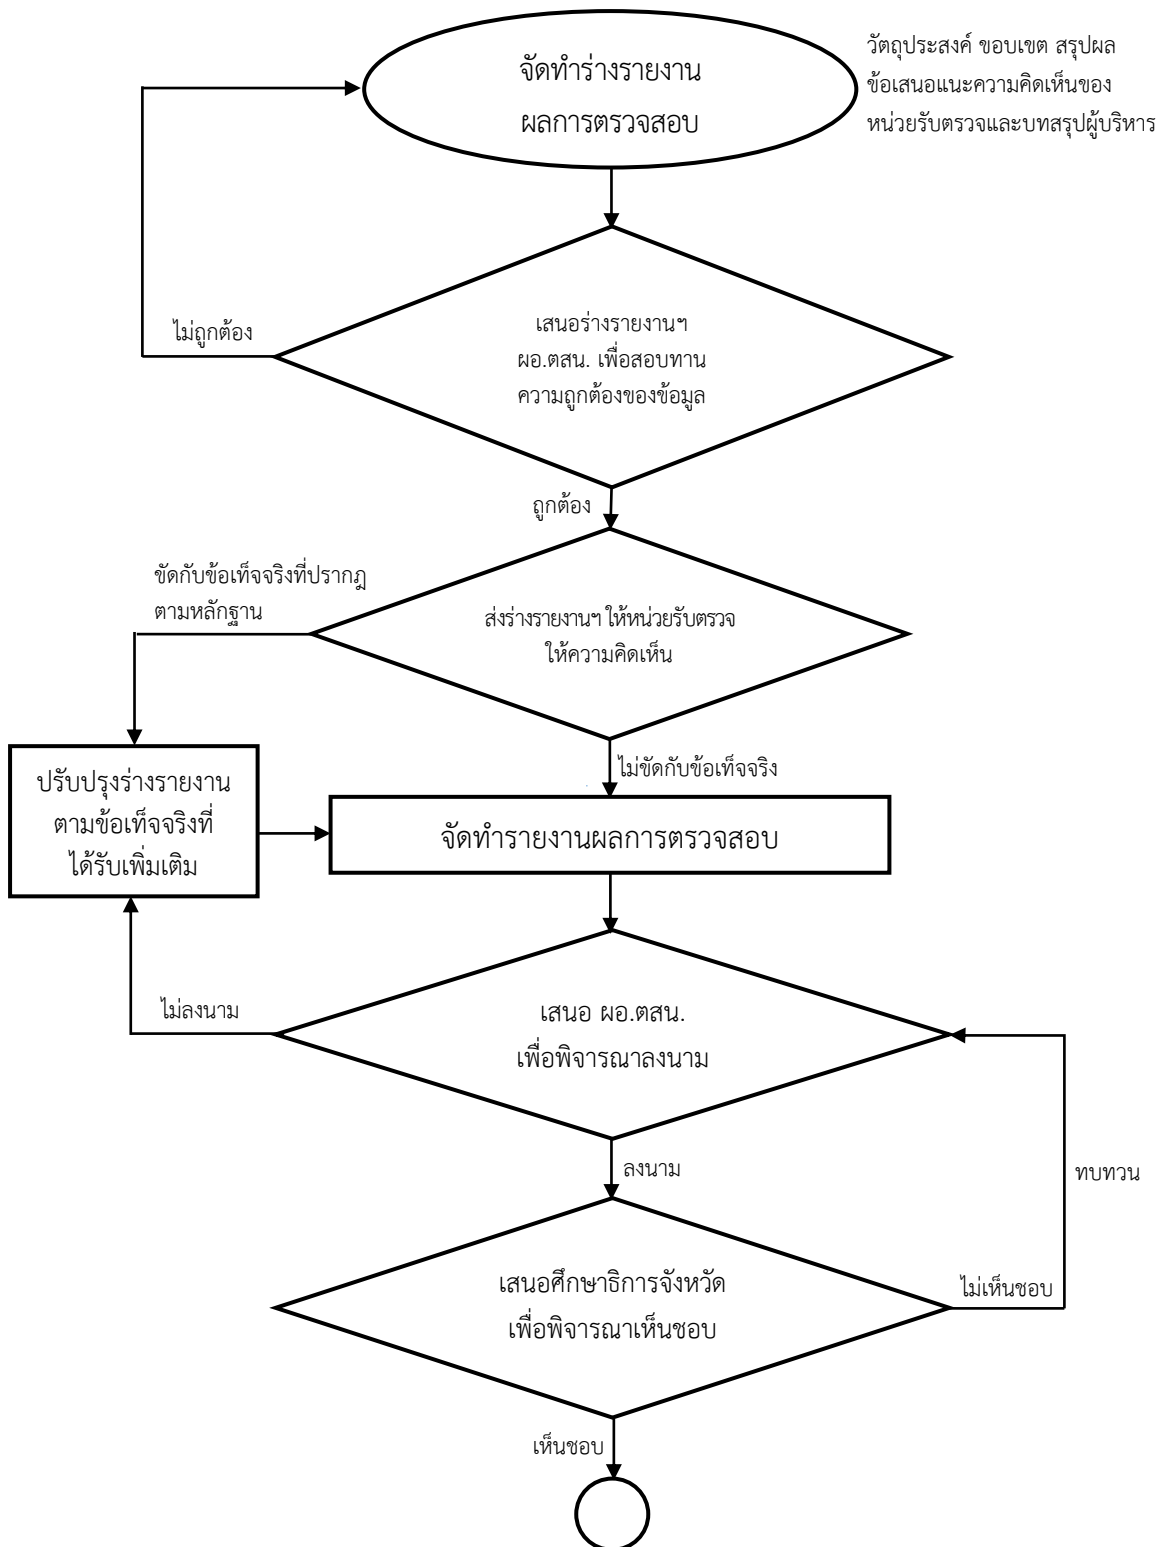 จัดทำร่างรายงาน
ผลการตรวจสอบ
วัตถุประสงค์ ขอบเขต สรุปผล
ข้อเสนอแนะความคิดเห็นของ
หน่วยรับตรวจและบทสรุปผู้บริหาร
ไม่ถูกต้อง
เสนอร่างรายงานฯ
ผอ.ตสน. เพื่อสอบทาน
ความถูกต้องของข้อมูล
ถูกต้อง
ขัดกับข้อเท็จจริงที่ปรากฎ
ตามหลักฐาน
ส่งร่างรายงานฯ ให้หน่วยรับตรวจ
ให้ความคิดเห็น
ไม่ขัดกับข้อเท็จจริง
ปรับปรุงร่างรายงาน
ตามข้อเท็จจริงที่
ได้รับเพิ่มเติม
จัดทำรายงานผลการตรวจสอบ
ไม่ลงนาม
เสนอ ผอ.ตสน.
เพื่อพิจารณาลงนาม
ลงนาม
ทบทวน
เสนอศึกษาธิการจังหวัด
เพื่อพิจารณาเห็นชอบ
ไม่เห็นชอบ
เห็นชอบ